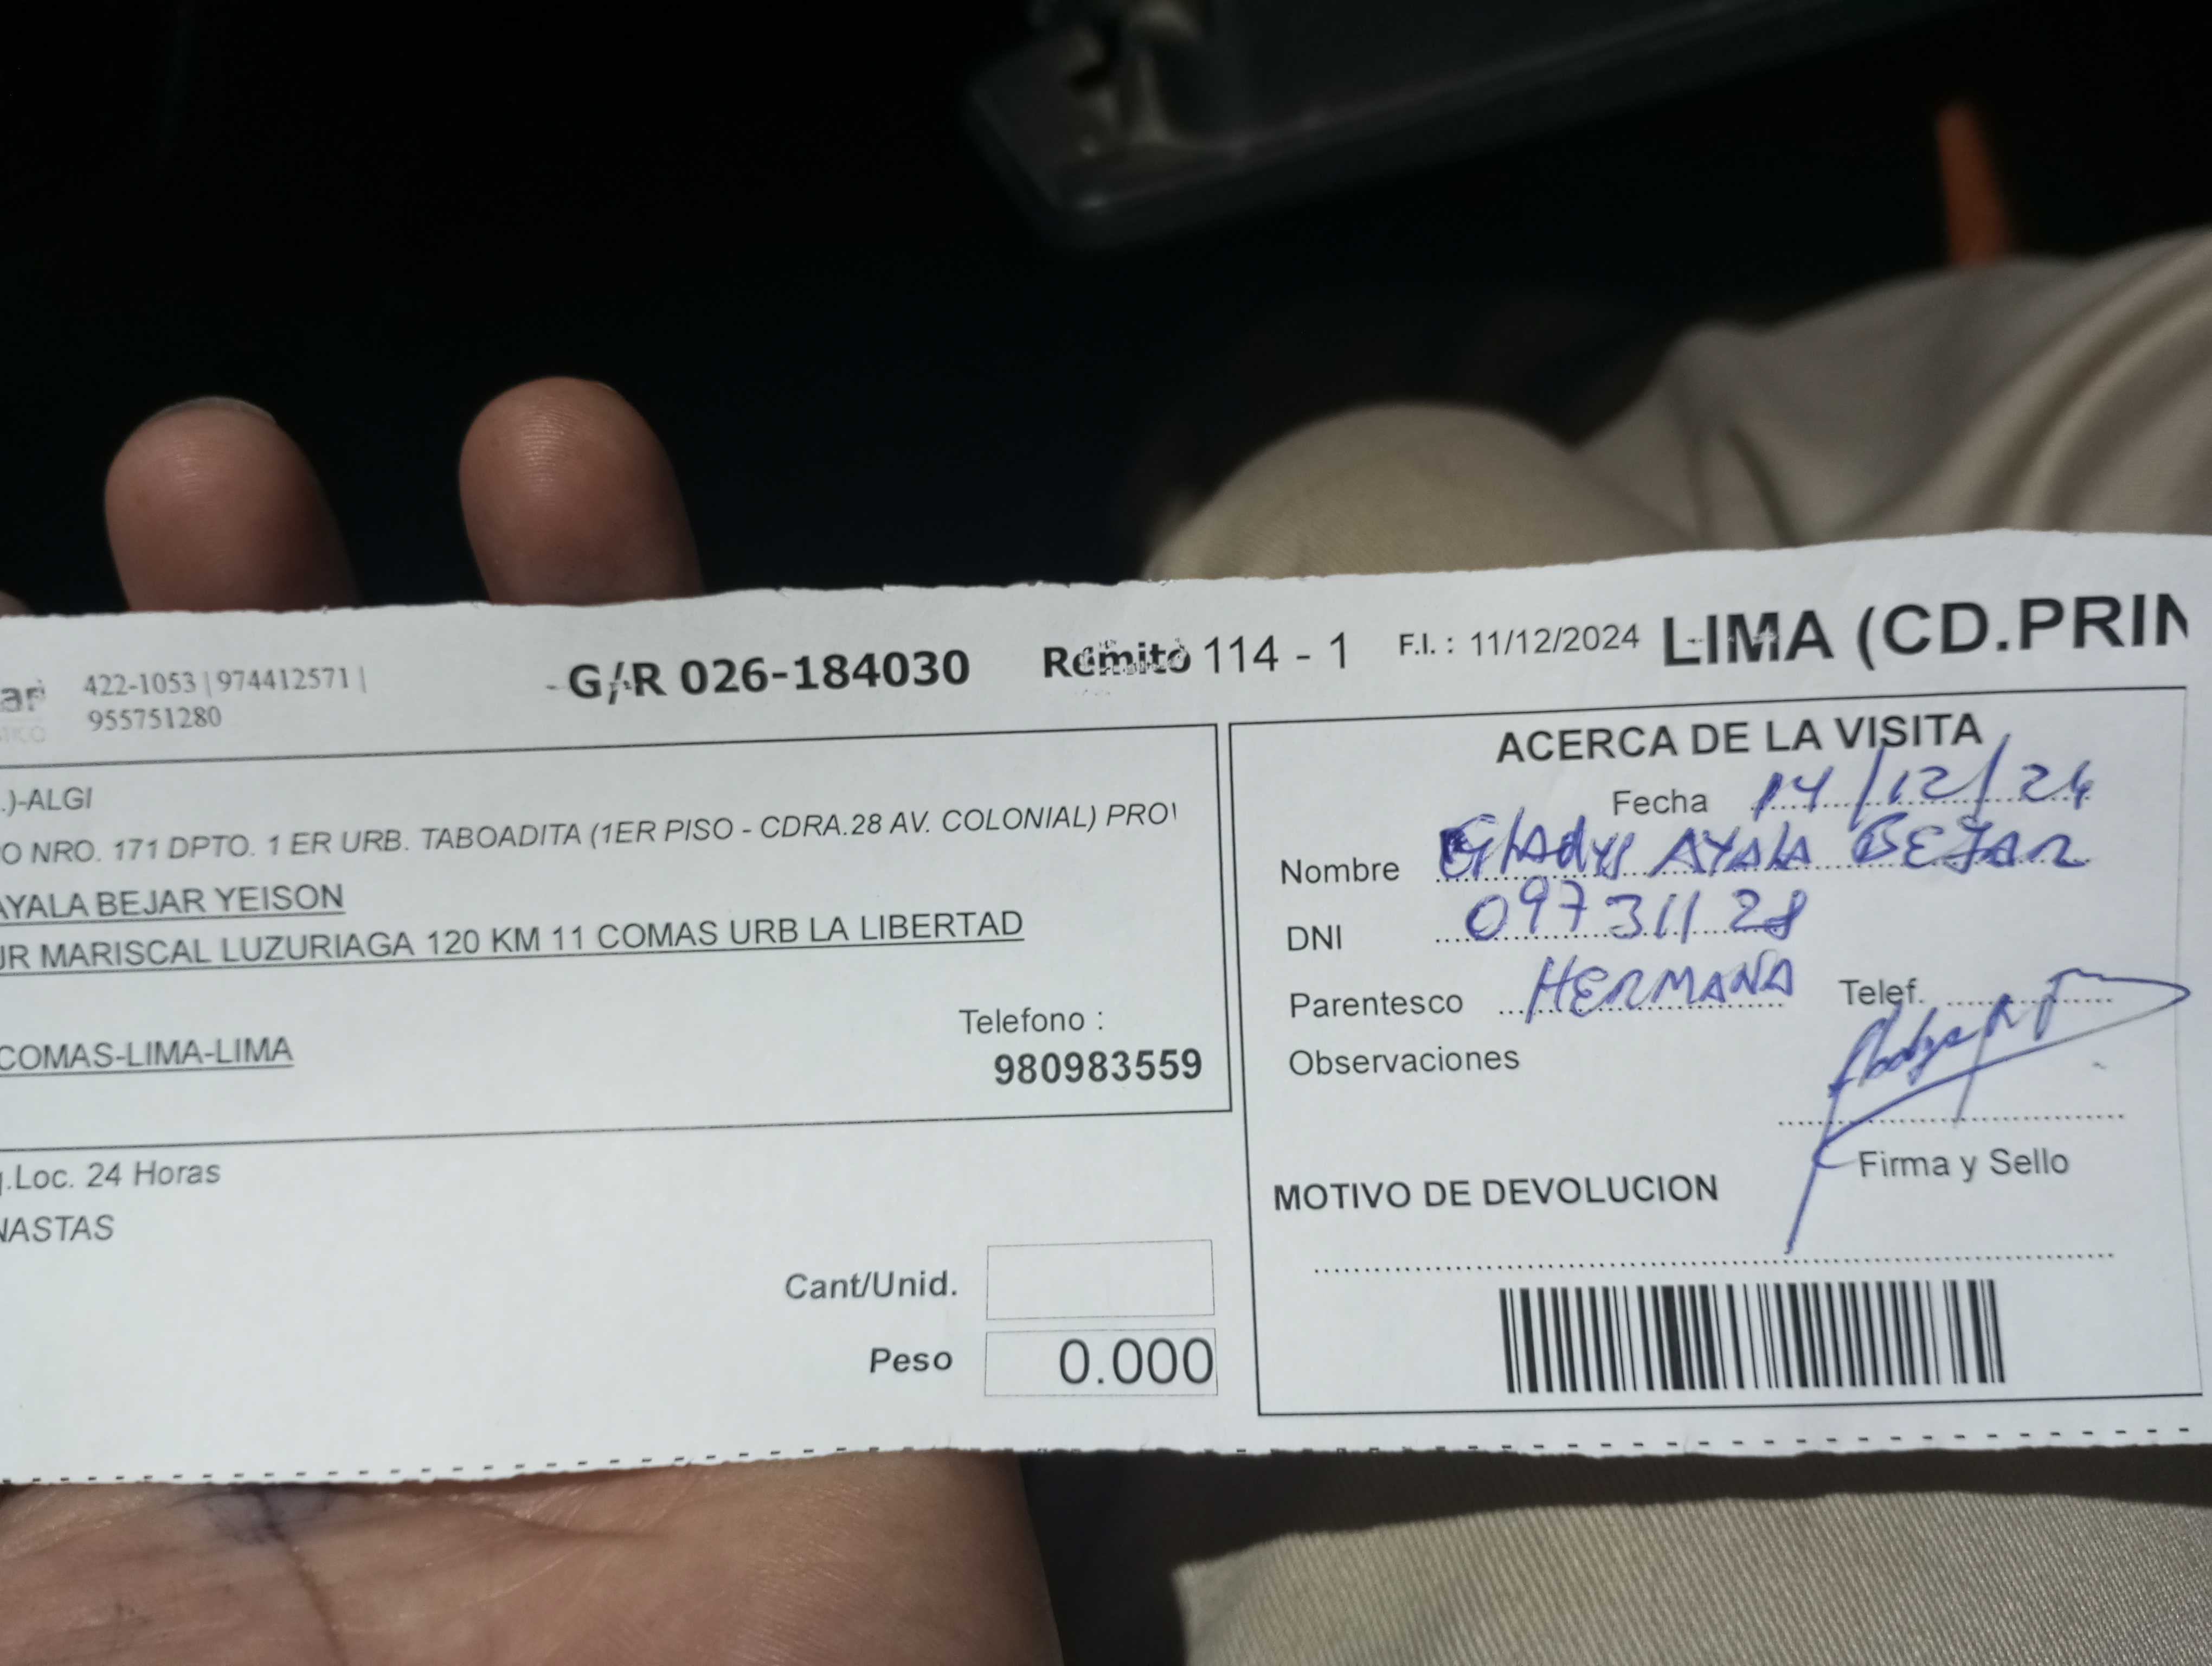 ar 422-1053 | 974412571 |
955751280
G/R 026-184030
Remito 114 - 1
F.I. : 11/12/2024
LIMA (CD.PRIN
.)-ALGI
O NRO. 171 DPTO. 1 ER URB. TABOADITA (1ER PISO - CDRA.28 AV. COLONIAL) PROV
AYALA BEJAR YEISON
JR MARISCAL LUZURIAGA 120 KM 11 COMAS URB LA LIBERTAD
Telefono :
COMAS-LIMA-LIMA
980983559
.Loc. 24 Horas
NASTAS
Cant/Unid.
Peso 0.000
ACERCA DE LA VISITA
Fecha 14/12/24
Nombre Gladys AYALA BEJAR
DNI 09731128
Parentesco HERMANA Telef.
Observaciones
Firma y Sello
MOTIVO DE DEVOLUCION